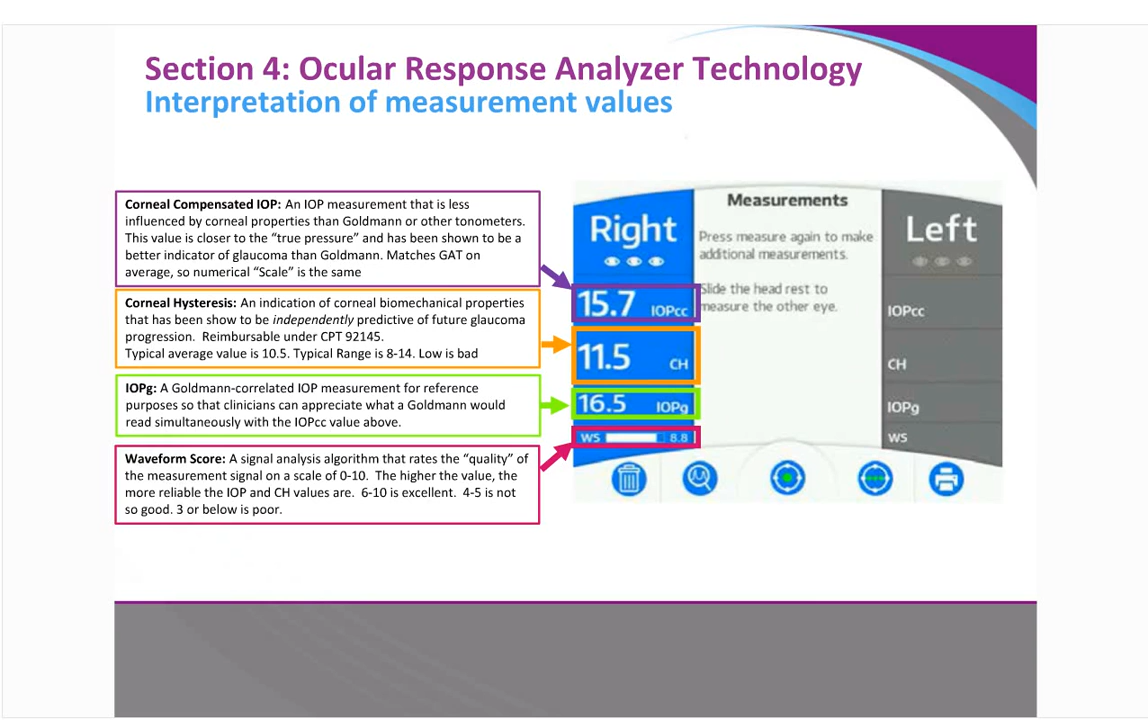 Section 4: Ocular Response Analyzer Technology
Interpretation of measurement values
Corneal Compensated IOP: An IOP measurement that is less
influenced by corneal properties than Goldmann or other tonometers.
This value is closer to the “true pressure” and has been shown to be a
better indicator of glaucoma than Goldmann. Matches GAT on
average, so numerical “Scale” is the same
Corneal Hysteresis: An indication of corneal biomechanical properties
that has been show to be independently predictive of future glaucoma
progression. Reimbursable under CPT 92145.
Typical average value is 10.5. Typical Range is 8-14. Low is bad
IOPg: A Goldmann-correlated IOP measurement for reference
purposes so that clinicians can appreciate what a Goldmann would
read simultaneously with the IOPcc value above.
Waveform Score: A signal analysis algorithm that rates the “quality” of
the measurement signal on a scale of 0-10. The higher the value, the
more reliable the IOP and CH values are. 6-10 is excellent. 4-5 is not
so good. 3 or below is poor.
Right
15.7 IOPcc
11.5 CH
16.5 IOPg
WS 8.8
Measurements
Press measure again to make
additional measurements.
Slide the head rest to
measure the other eye.
Left
IOPcc
CH
IOPg
WS